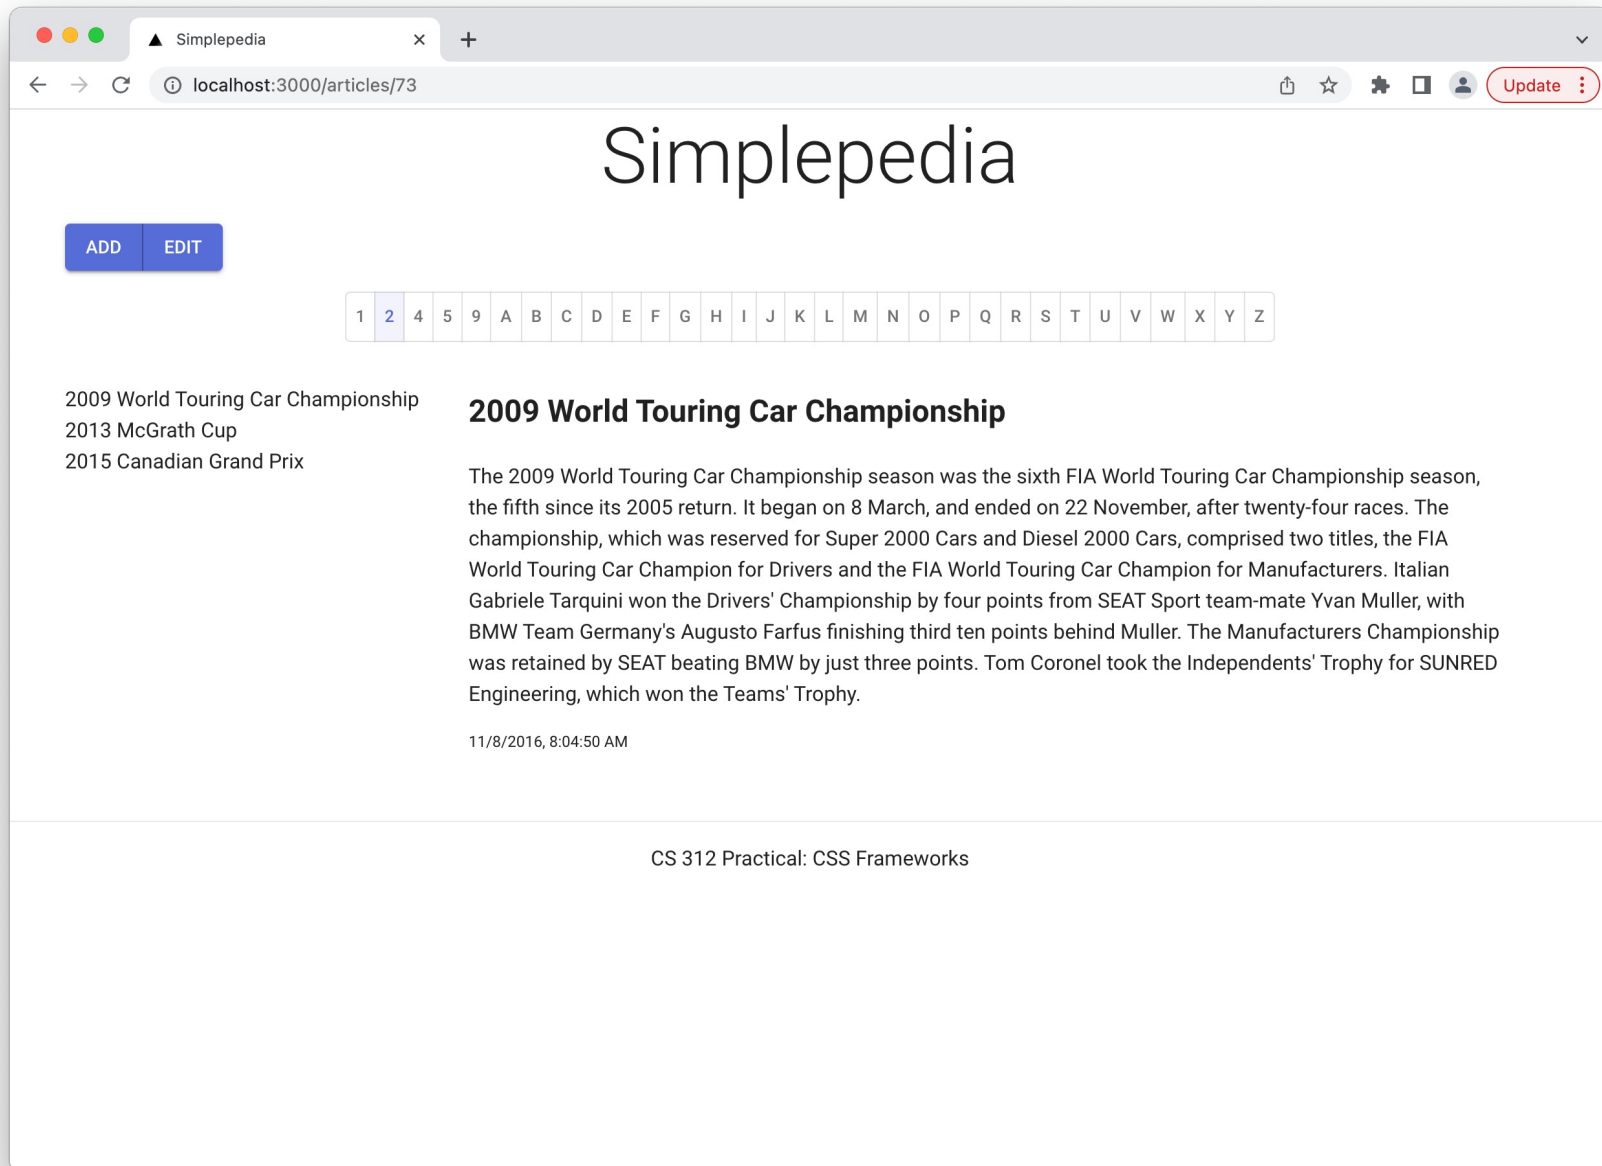 Simplepedia
localhost:3000/articles/73
Update
Simplepedia
ADD EDIT
1 2 4 5 9 A B C D E F G H I J K L M N O P Q R S T U V W X Y Z
2009 World Touring Car Championship
2013 McGrath Cup
2015 Canadian Grand Prix
2009 World Touring Car Championship
The 2009 World Touring Car Championship season was the sixth FIA World Touring Car Championship season,
the fifth since its 2005 return. It began on 8 March, and ended on 22 November, after twenty-four races. The
championship, which was reserved for Super 2000 Cars and Diesel 2000 Cars, comprised two titles, the FIA
World Touring Car Champion for Drivers and the FIA World Touring Car Champion for Manufacturers. Italian
Gabriele Tarquini won the Drivers' Championship by four points from SEAT Sport team-mate Yvan Muller, with
BMW Team Germany's Augusto Farfus finishing third ten points behind Muller. The Manufacturers Championship
was retained by SEAT beating BMW by just three points. Tom Coronel took the Independents' Trophy for SUNRED
Engineering, which won the Teams' Trophy.
11/8/2016, 8:04:50 AM
CS 312 Practical: CSS Frameworks